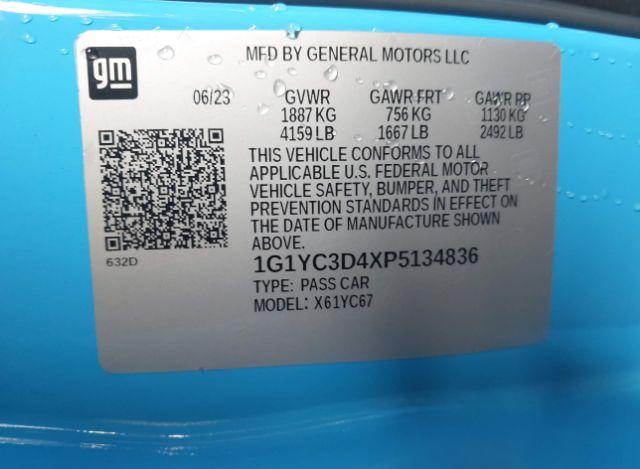 gm
MFD BY GENERAL MOTORS LLC
06/23 GVWR GAWR FRT GAWR RR
1887 KG 756 KG 1130 KG
4159 LB 1667 LB 2492 LB
THIS VEHICLE CONFORMS TO ALL
APPLICABLE U.S. FEDERAL MOTOR
VEHICLE SAFETY, BUMPER, AND THEFT
PREVENTION STANDARDS IN EFFECT ON
THE DATE OF MANUFACTURE SHOWN
ABOVE.
632D
1G1YC3D4XP5134836
TYPE: PASS CAR
MODEL: X61YC67